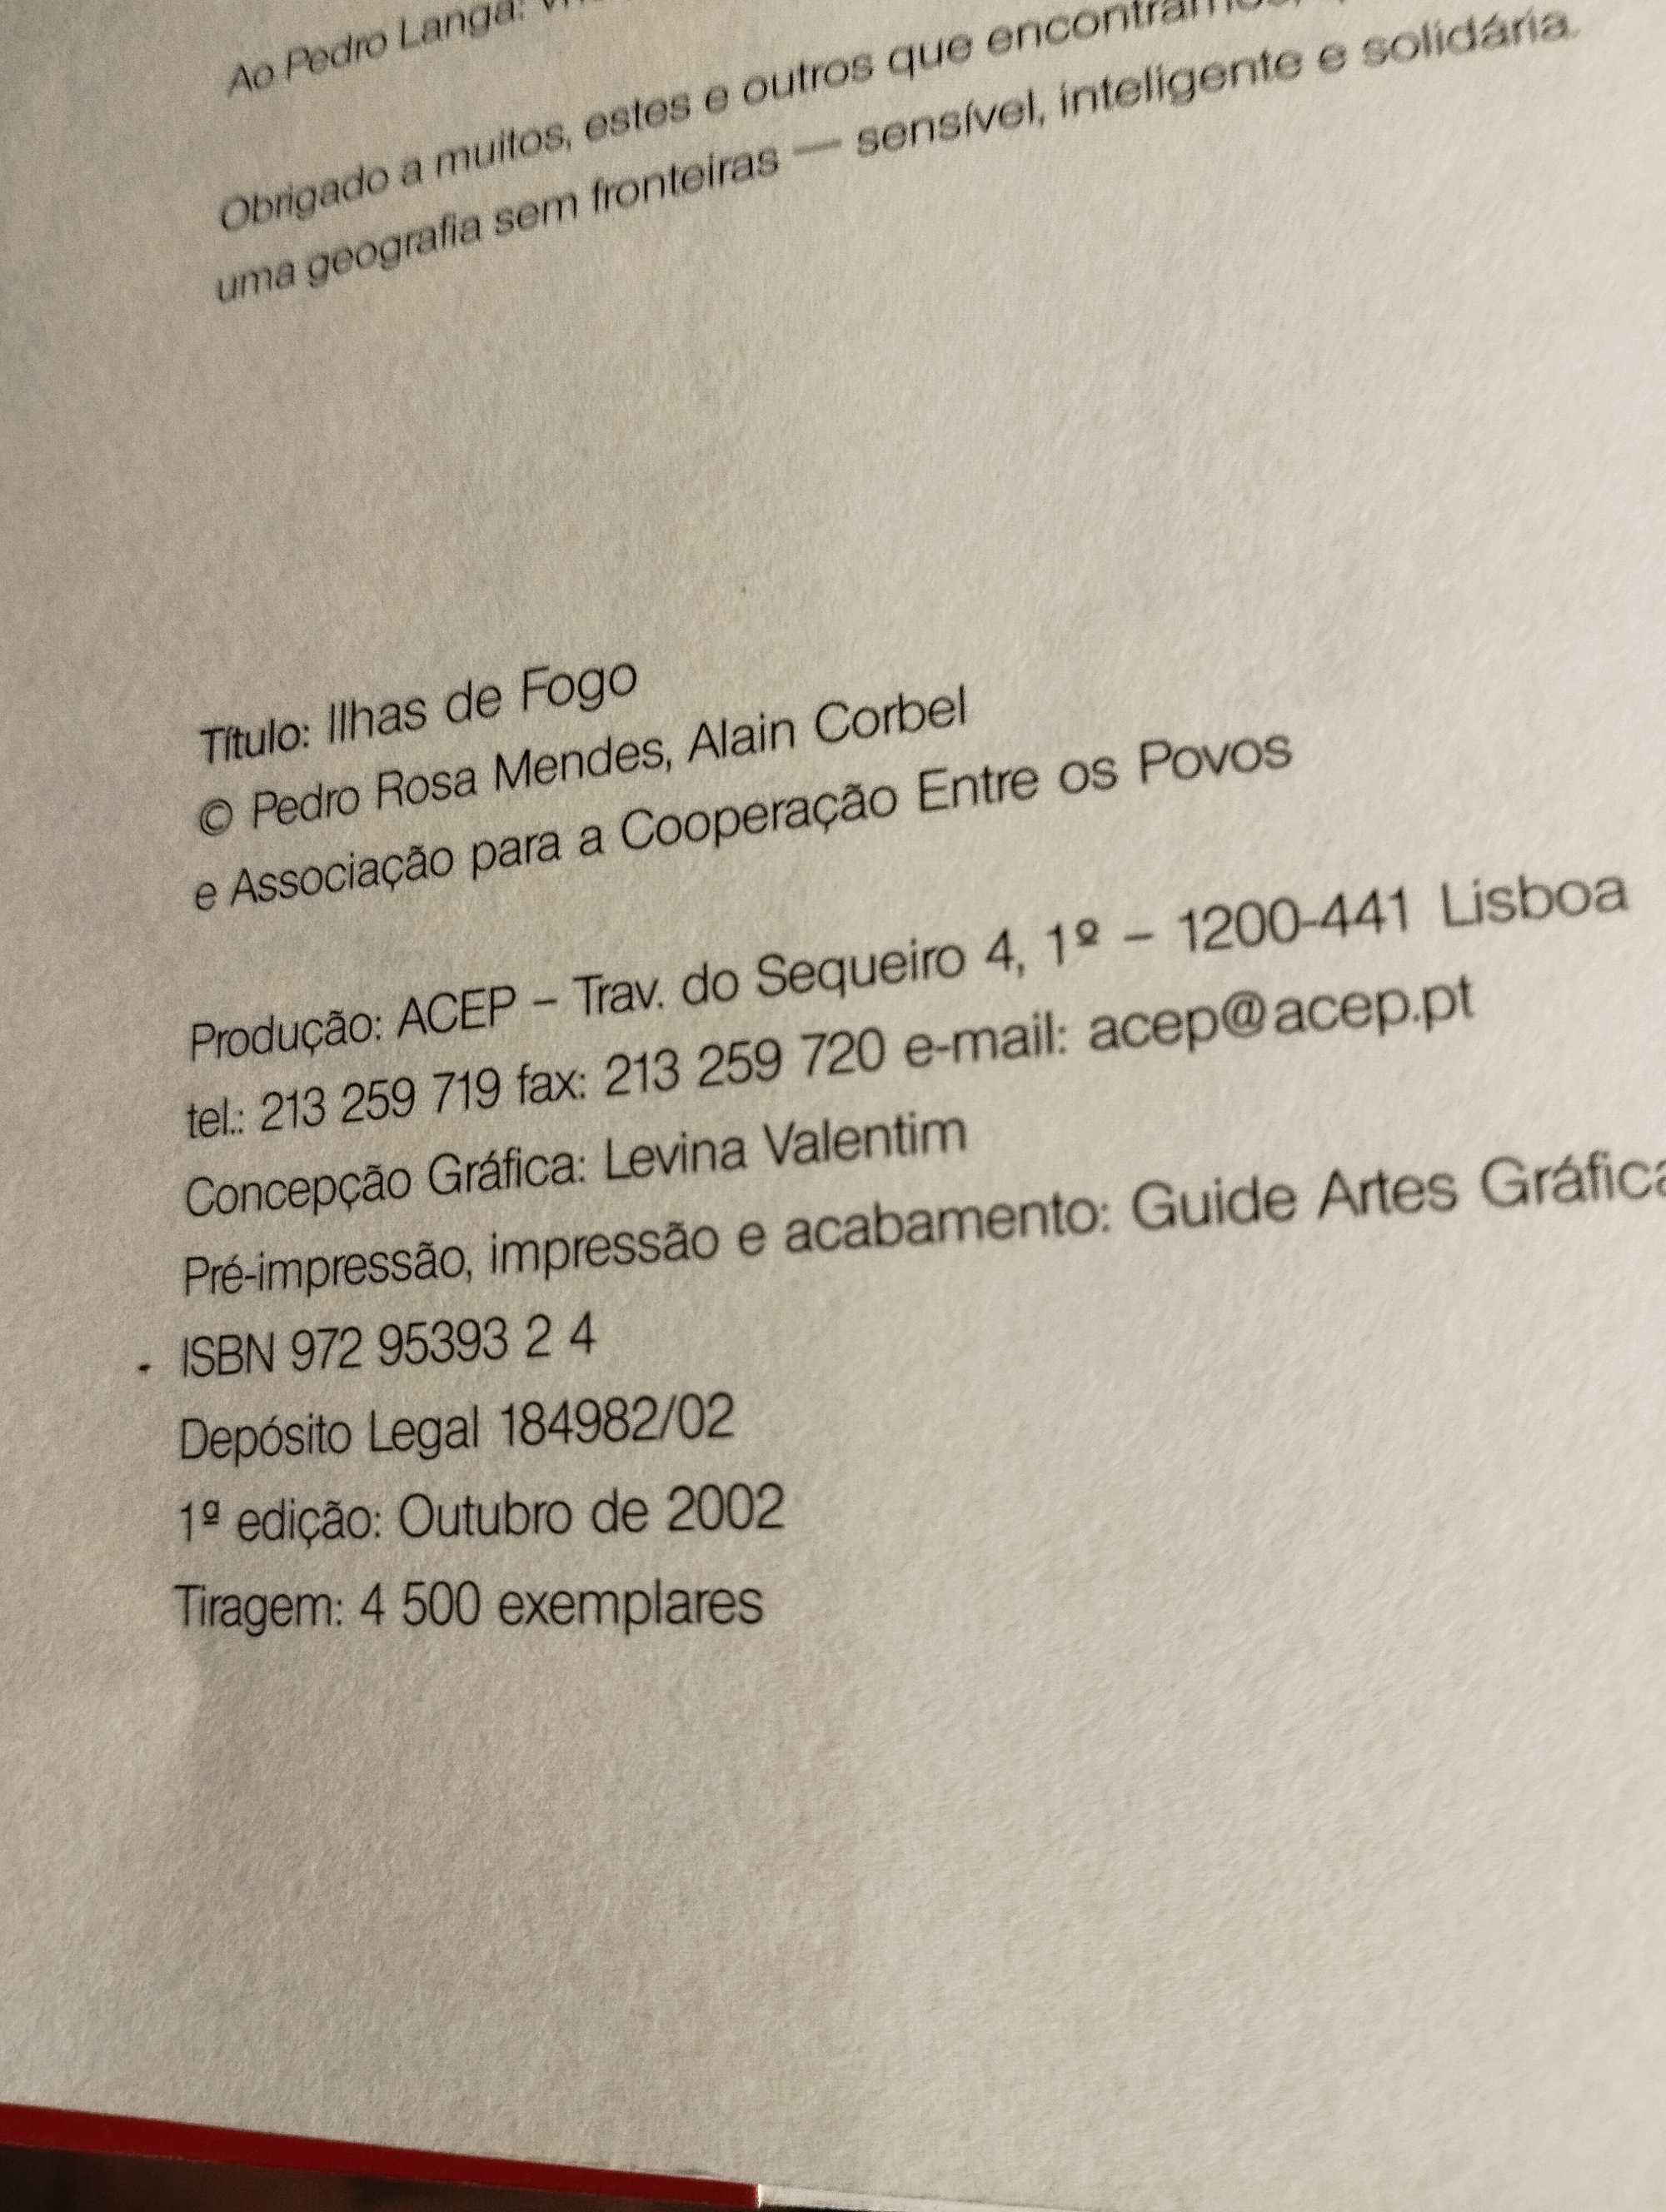 Ao Pedro Langa:
Obrigado a muitos, estes e outros que
uma geografia sem fronteiras — sensível, inteligente e solidária.
Título: Ilhas de Fogo
© Pedro Rosa Mendes, Alain Corbel
e Associação para a Cooperação Entre os Povos
Produção: ACEP – Trav. do Sequeiro 4, 1º – 1200-441 Lisboa
tel.: 213 259 719 fax: 213 259 720 e-mail: acep@acep.pt
Concepção Gráfica: Levina Valentim
Pré-impressão, impressão e acabamento: Guide Artes
ISBN 972 95393 2 4
Depósito Legal 184982/02
1ª edição: Outubro de 2002
Tiragem: 4 500 exemplares